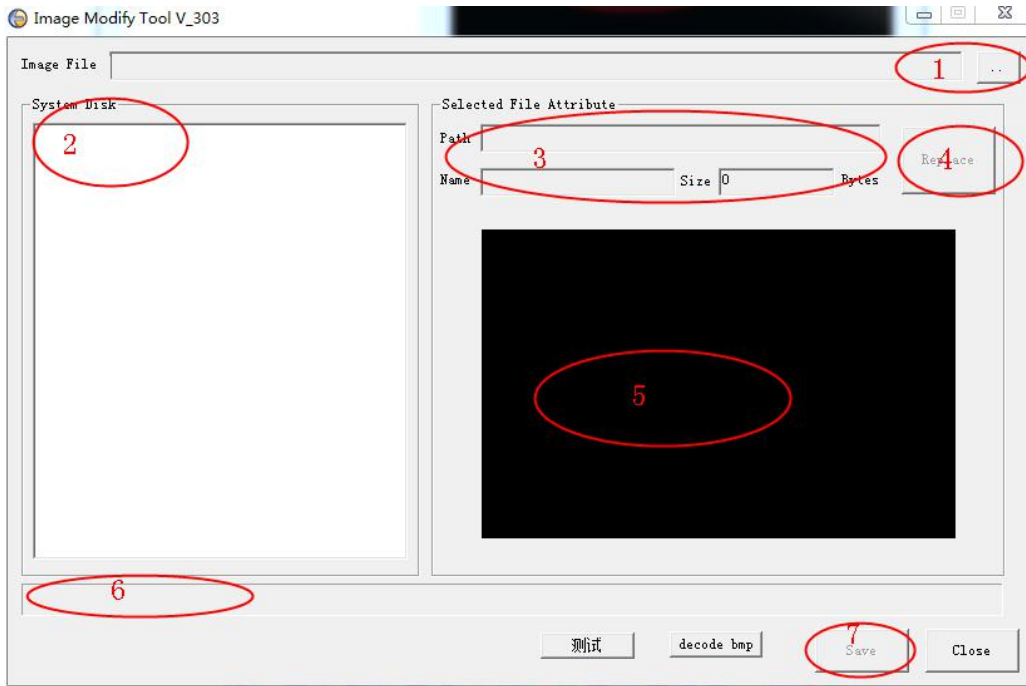 Image Modify Tool V_303
Image File
1
..
System Disk
2
Selected File Attribute
Path
3
Name
Size 0
Bytes
Replace
4
5
6
测试
decode bmp
7
Save
Close